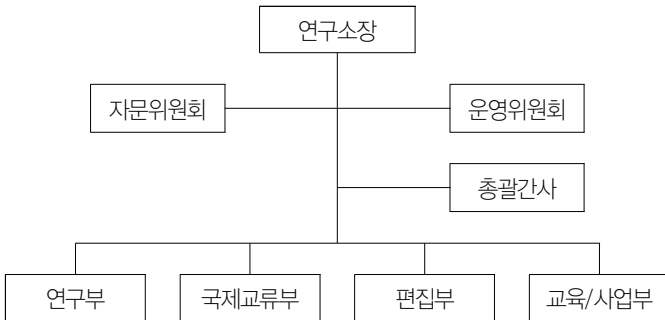 연구소장
자문위원회
운영위원회
총괄간사
연구부
국제교류부
편집부
교육/사업부